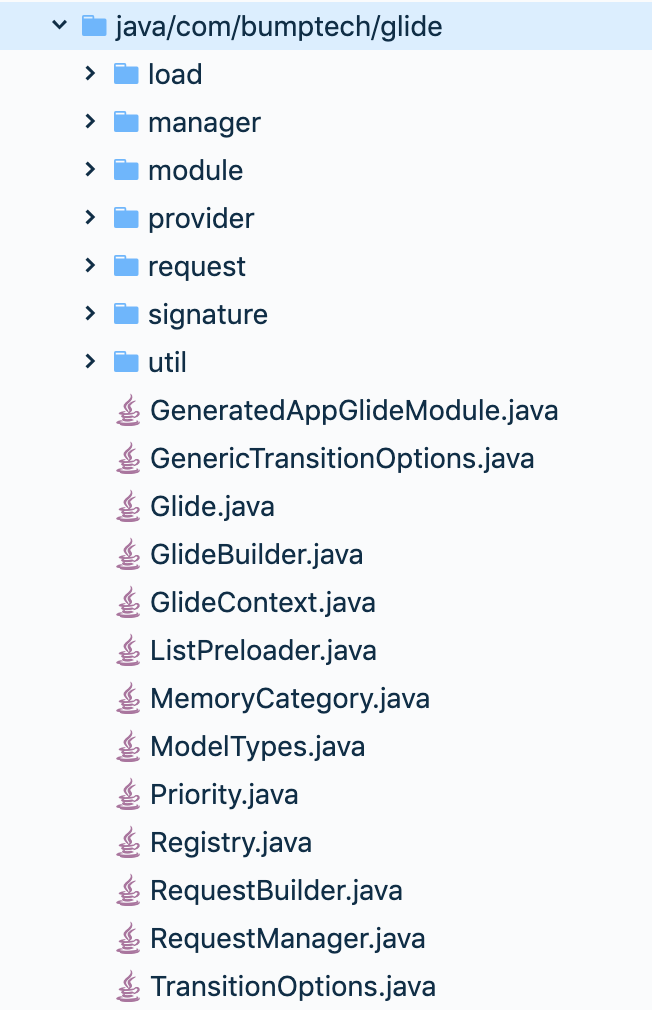 java/com/bumptech/glide
load
manager
module
provider
request
signature
util
GeneratedAppGlideModule.java
GenericTransitionOptions.java
Glide.java
GlideBuilder.java
GlideContext.java
ListPreloader.java
MemoryCategory.java
ModelTypes.java
Priority.java
Registry.java
RequestBuilder.java
RequestManager.java
TransitionOptions.java